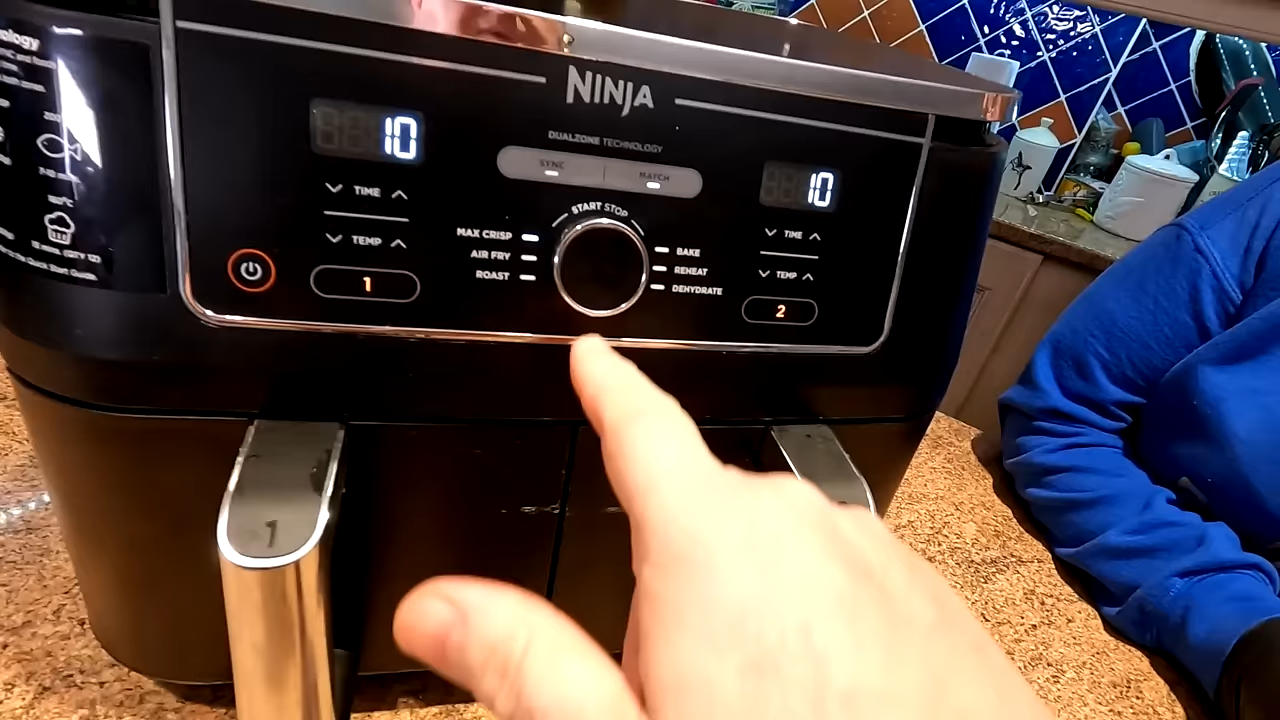 NINJA
DUALZONE TECHNOLOGY
SYNC
MATCH
10
10
TIME
TEMP
1
START STOP
MAX CRISP
AIR FRY
ROAST
BAKE
REHEAT
DEHYDRATE
TIME
TEMP
2
1